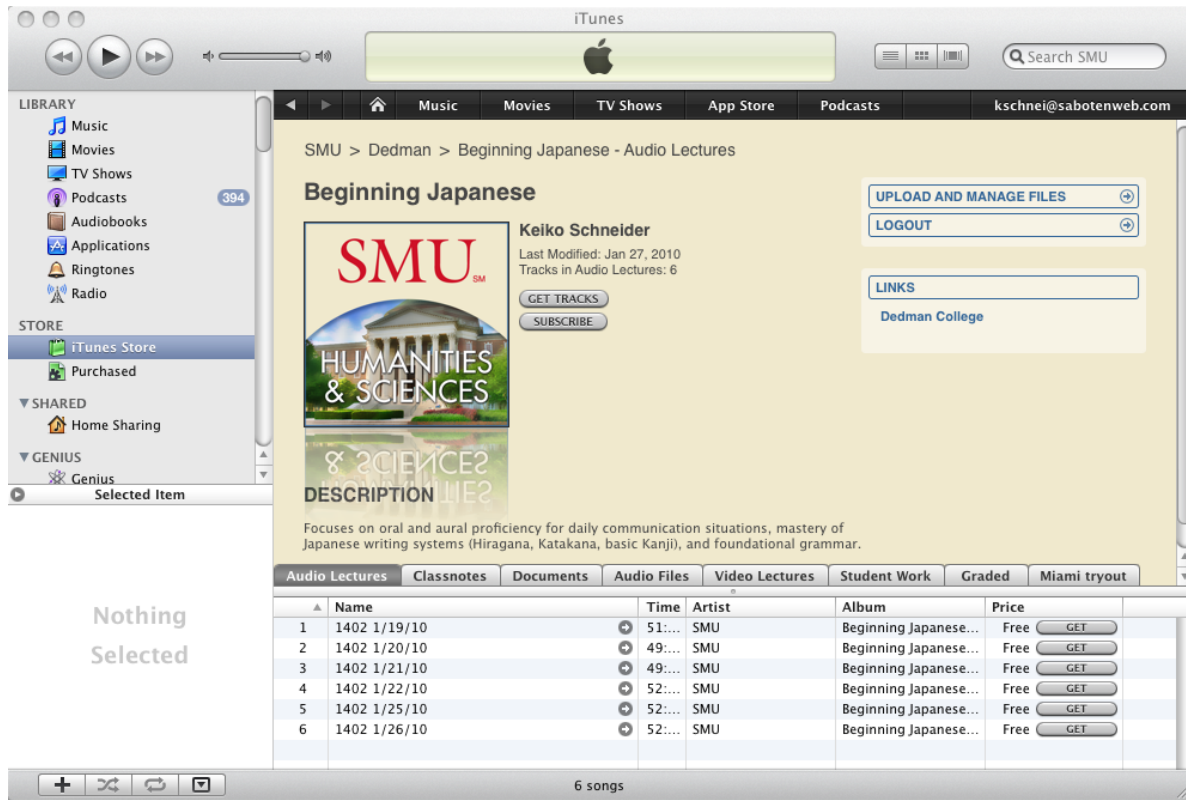 iTunes
Search SMU
LIBRARY
Music
Movies
TV Shows
Podcasts 394
Audiobooks
Applications
Ringtones
Radio
STORE
iTunes Store
Purchased
SHARED
Home Sharing
GENIUS
Genius
Selected Item
Nothing
Selected
Music Movies TV Shows App Store Podcasts kschnei@sabotenweb.com
SMU > Dedman > Beginning Japanese - Audio Lectures
Beginning Japanese
SMU SM
HUMANITIES
& SCIENCES
Keiko Schneider
Last Modified: Jan 27, 2010
Tracks in Audio Lectures: 6
GET TRACKS
SUBSCRIBE
UPLOAD AND MANAGE FILES
LOGOUT
LINKS
Dedman College
DESCRIPTION
Focuses on oral and aural proficiency for daily communication situations, mastery of
Japanese writing systems (Hiragana, Katakana, basic Kanji), and foundational grammar.
Audio Lectures Classnotes Documents Audio Files Video Lectures Student Work Graded Miami tryout
Name Time Artist Album Price
1 1402 1/19/10 51:... SMU Beginning Japanese... Free GET
2 1402 1/20/10 49:... SMU Beginning Japanese... Free GET
3 1402 1/21/10 49:... SMU Beginning Japanese... Free GET
4 1402 1/22/10 52:... SMU Beginning Japanese... Free GET
5 1402 1/25/10 52:... SMU Beginning Japanese... Free GET
6 1402 1/26/10 52:... SMU Beginning Japanese... Free GET
6 songs